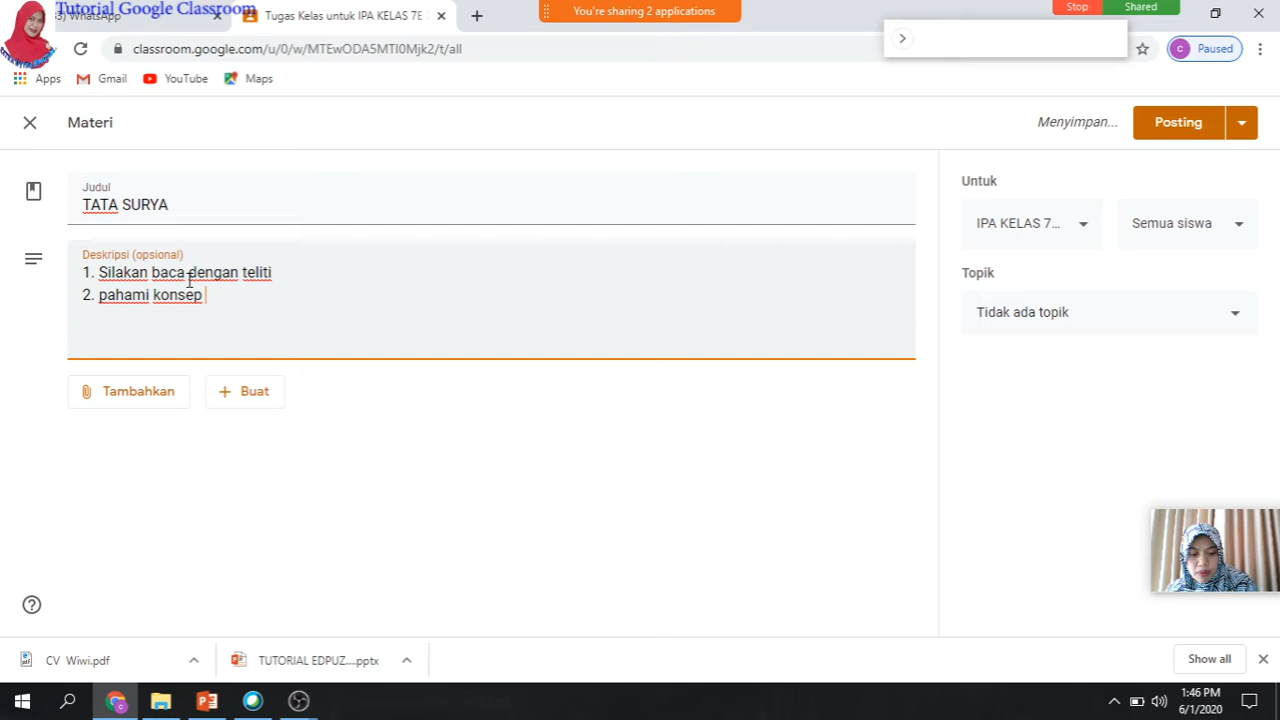 Tutorial Google Classroom
WhatsApp
Tugas Kelas untuk IPA KELAS 7E
You're sharing 2 applications
Stop
Shared
classroom.google.com/u/0/w/MTEwODA5MTI0Mjk2/t/all
C
Paused
Apps
Gmail
YouTube
Maps
Materi
Menyimpan...
Posting
Judul
TATA SURYA
Deskripsi (opsional)
1. Silakan baca dengan teliti
2. pahami konsep
Tambahkan
Buat
Untuk
IPA KELAS 7...
Semua siswa
Topik
Tidak ada topik
CV Wiwi.pdf
TUTORIAL EDPUZ....pptx
Show all
1:46 PM
6/1/2020